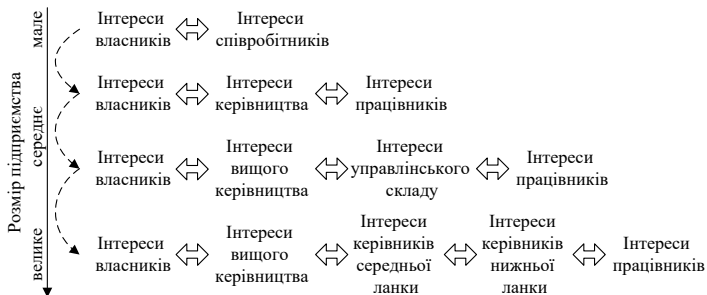 Розмір підприємства
мале
середнє
велике
Інтереси
власників
Інтереси
співробітників
Інтереси
власників
Інтереси
керівництва
Інтереси
працівників
Інтереси
власників
Інтереси
вищого
керівництва
Інтереси
управлінського
складу
Інтереси
працівників
Інтереси
власників
Інтереси
вищого
керівництва
Інтереси
керівників
середньої
ланки
Інтереси
керівників
нижньої
ланки
Інтереси
працівників